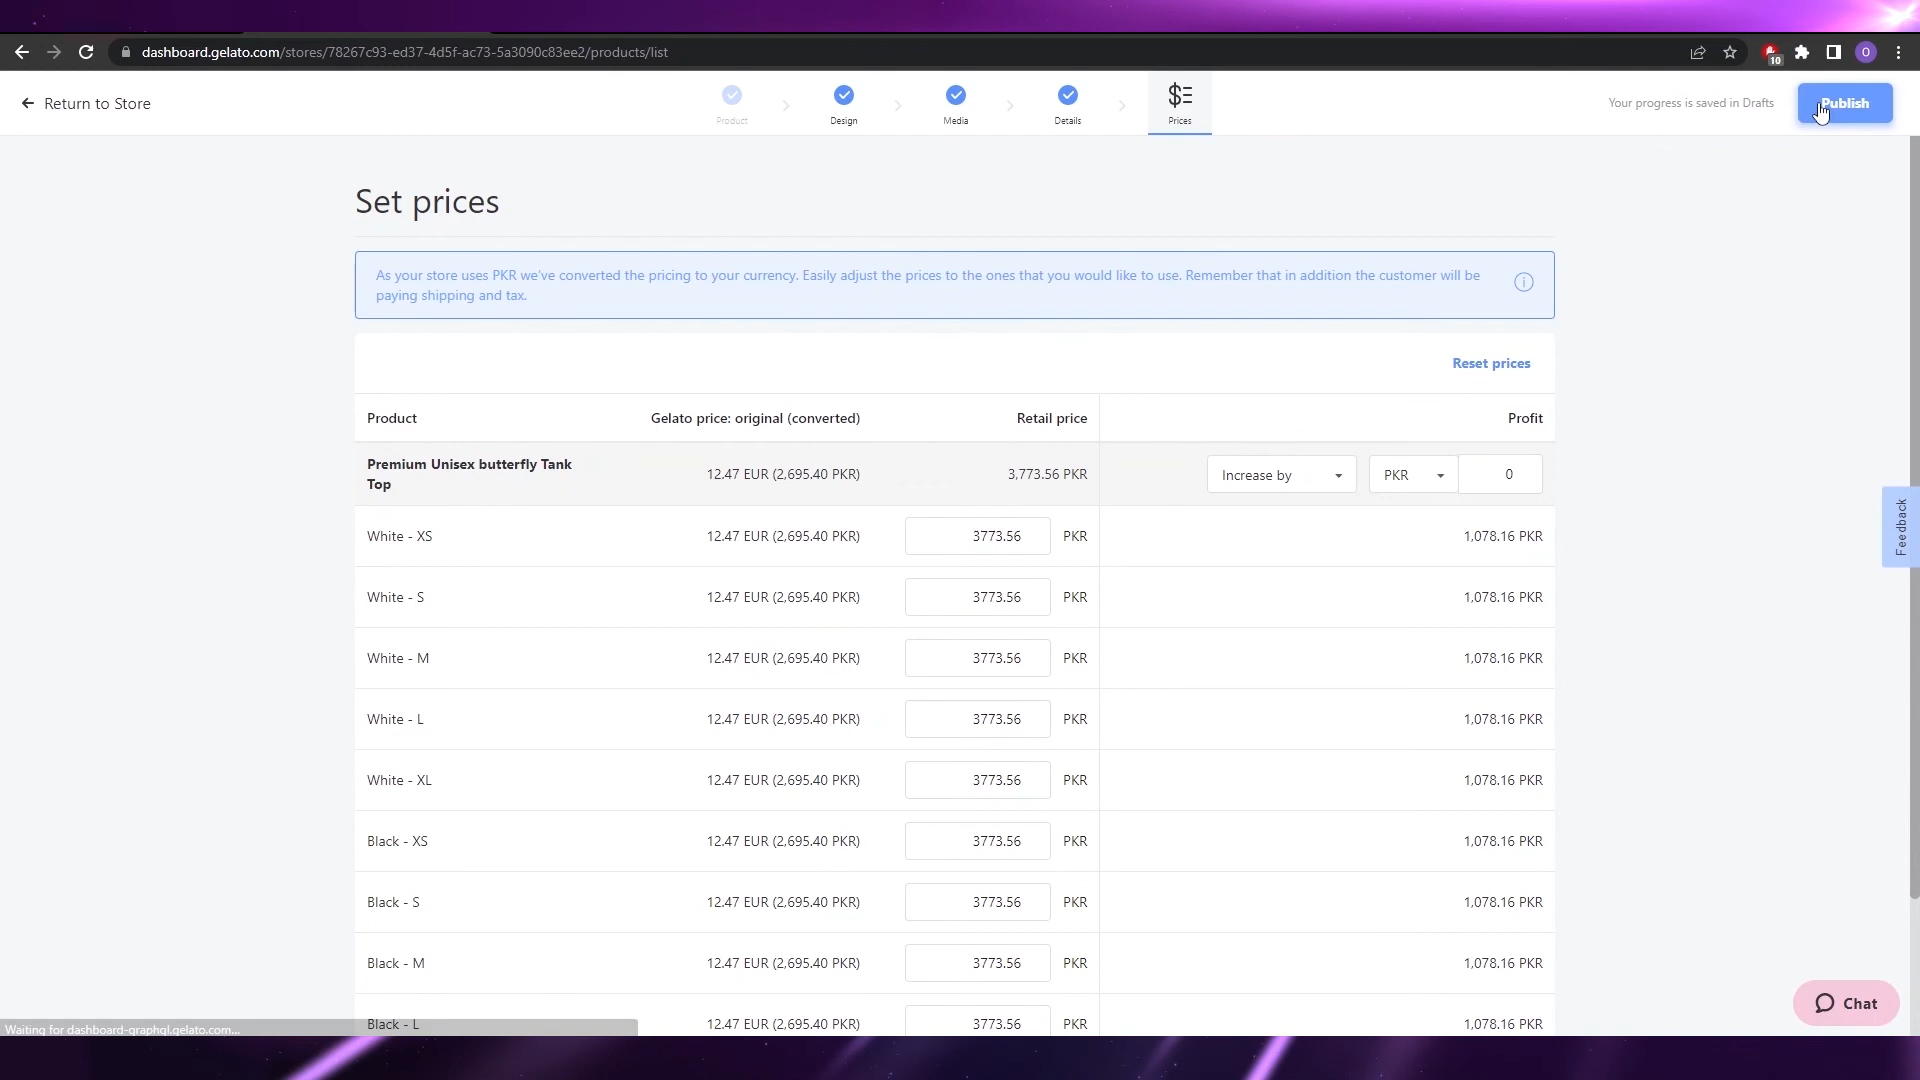 dashboard.gelato.com/stores/78267c93-ed37-4d5f-ac73-5a3090c83ee2/products/list
10
O
Return to Store
Product
Design
Media
Details
Prices
Your progress is saved in Drafts
Publish
Set prices
As your store uses PKR we've converted the pricing to your currency. Easily adjust the prices to the ones that you would like to use. Remember that in addition the customer will be
paying shipping and tax.
Reset prices
Product Gelato price: original (converted) Retail price Profit
Premium Unisex butterfly Tank
Top
12.47 EUR (2,695.40 PKR) 3,773.56 PKR Increase by PKR 0
White - XS 12.47 EUR (2,695.40 PKR) 3773.56 PKR 1,078.16 PKR
White - S 12.47 EUR (2,695.40 PKR) 3773.56 PKR 1,078.16 PKR
White - M 12.47 EUR (2,695.40 PKR) 3773.56 PKR 1,078.16 PKR
White - L 12.47 EUR (2,695.40 PKR) 3773.56 PKR 1,078.16 PKR
White - XL 12.47 EUR (2,695.40 PKR) 3773.56 PKR 1,078.16 PKR
Black - XS 12.47 EUR (2,695.40 PKR) 3773.56 PKR 1,078.16 PKR
Black - S 12.47 EUR (2,695.40 PKR) 3773.56 PKR 1,078.16 PKR
Black - M 12.47 EUR (2,695.40 PKR) 3773.56 PKR 1,078.16 PKR
Black - L 12.47 EUR (2,695.40 PKR) 3773.56 PKR 1,078.16 PKR
Feedback
Chat
Waiting for dashboard-graphql.gelato.com...